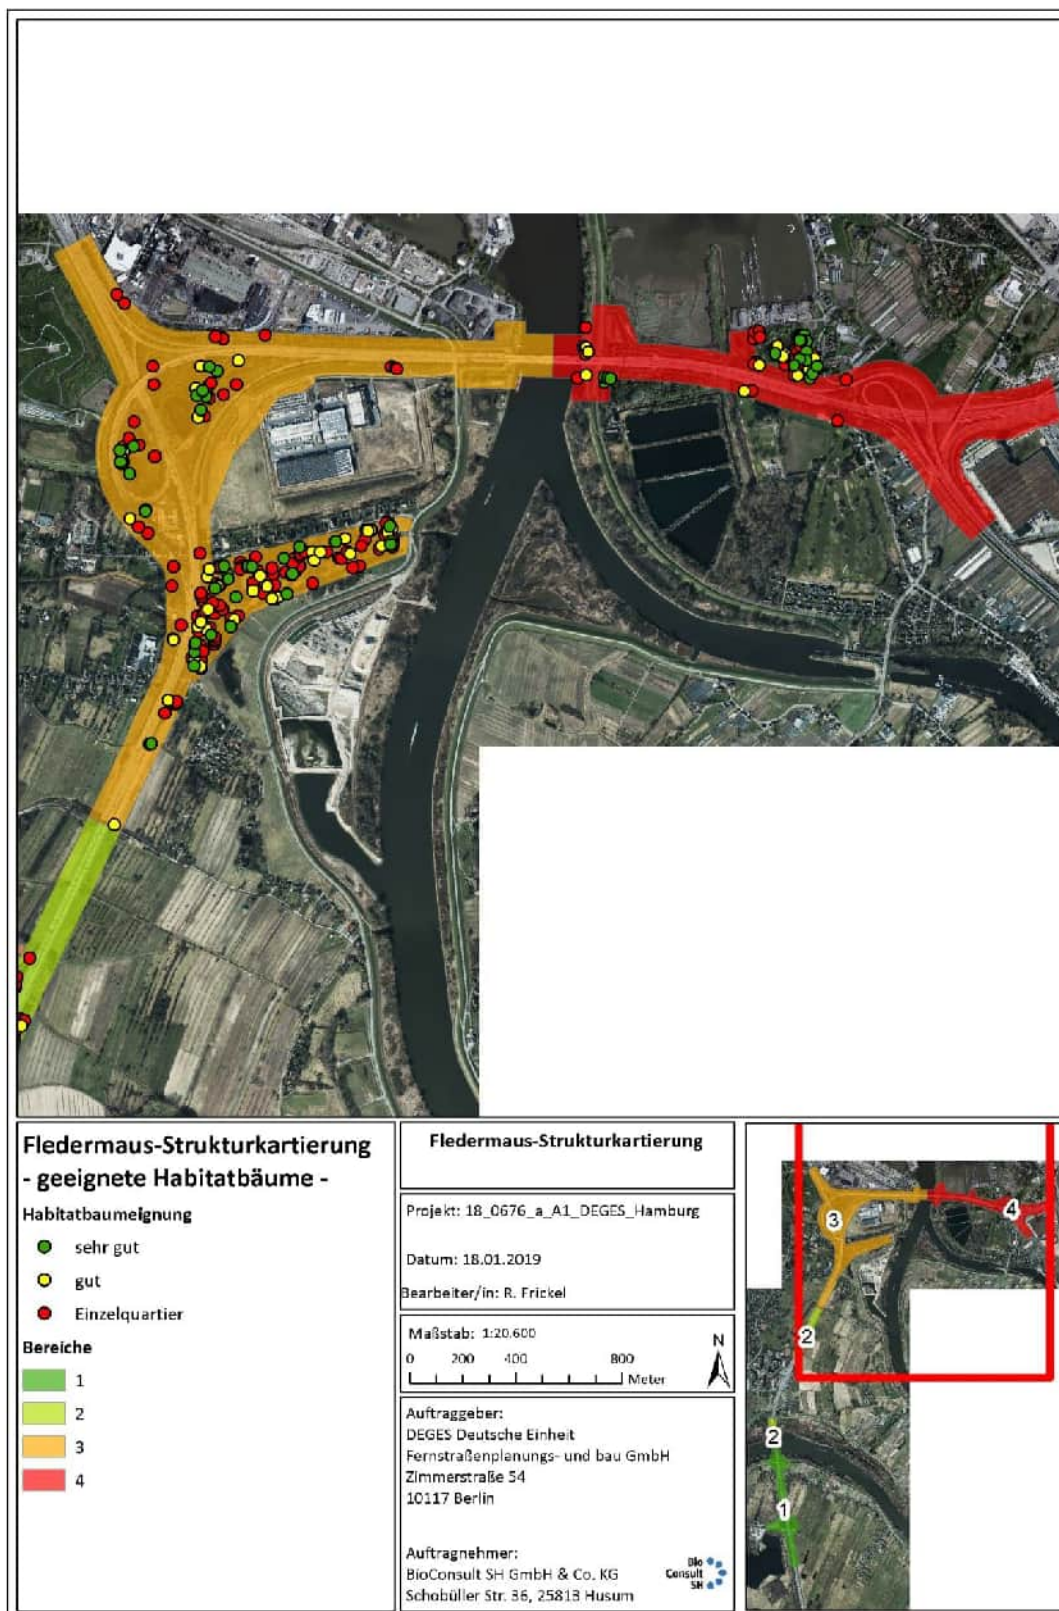 Fledermaus-Strukturkartierung
- geeignete Habitatbäume -
Habitatbaumeignung
sehr gut
gut
Einzelquartier
Bereiche
1
2
3
4
Fledermaus-Strukturkartierung
Projekt: 18_0676_a_A1_DEGES_Hamburg
Datum: 18.01.2019
Bearbeiter/in: R. Frickel
Maßstab: 1:20.600
0 200 400 800
Meter
N
Auftraggeber:
DEGES Deutsche Einheit
Fernstraßenplanungs- und bau GmbH
Zimmerstraße 54
10117 Berlin
Auftragnehmer:
BioConsult SH GmbH & Co. KG
Schobüller Str. 36, 25813 Husum
Bio
Consult
SH
3
4
2
2
1